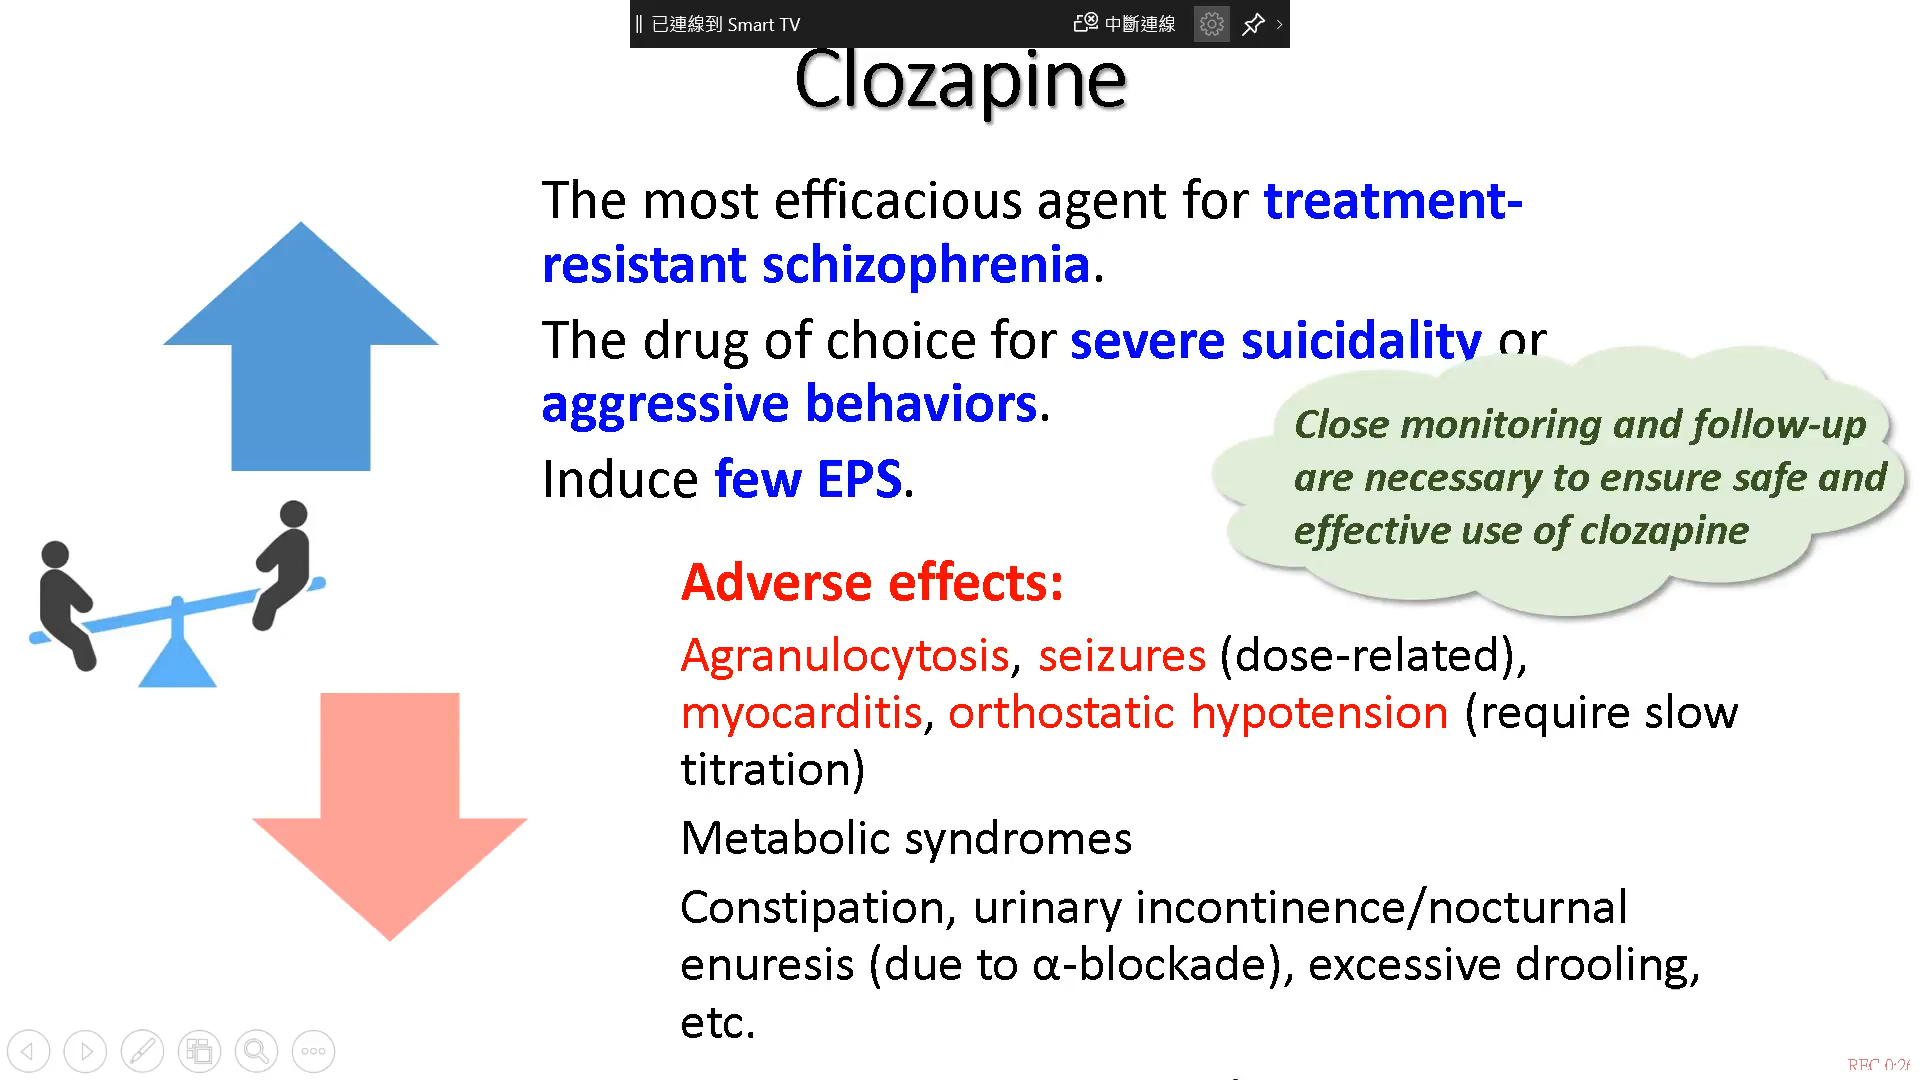 已連線到 Smart TV
中斷連線
Clozapine
The most efficacious agent for treatment-
resistant schizophrenia.
The drug of choice for severe suicidality or
aggressive behaviors.
Induce few EPS.
Close monitoring and follow-up
are necessary to ensure safe and
effective use of clozapine
Adverse effects:
Agranulocytosis, seizures (dose-related),
myocarditis, orthostatic hypotension (require slow
titration)
Metabolic syndromes
Constipation, urinary incontinence/nocturnal
enuresis (due to α-blockade), excessive drooling,
etc.